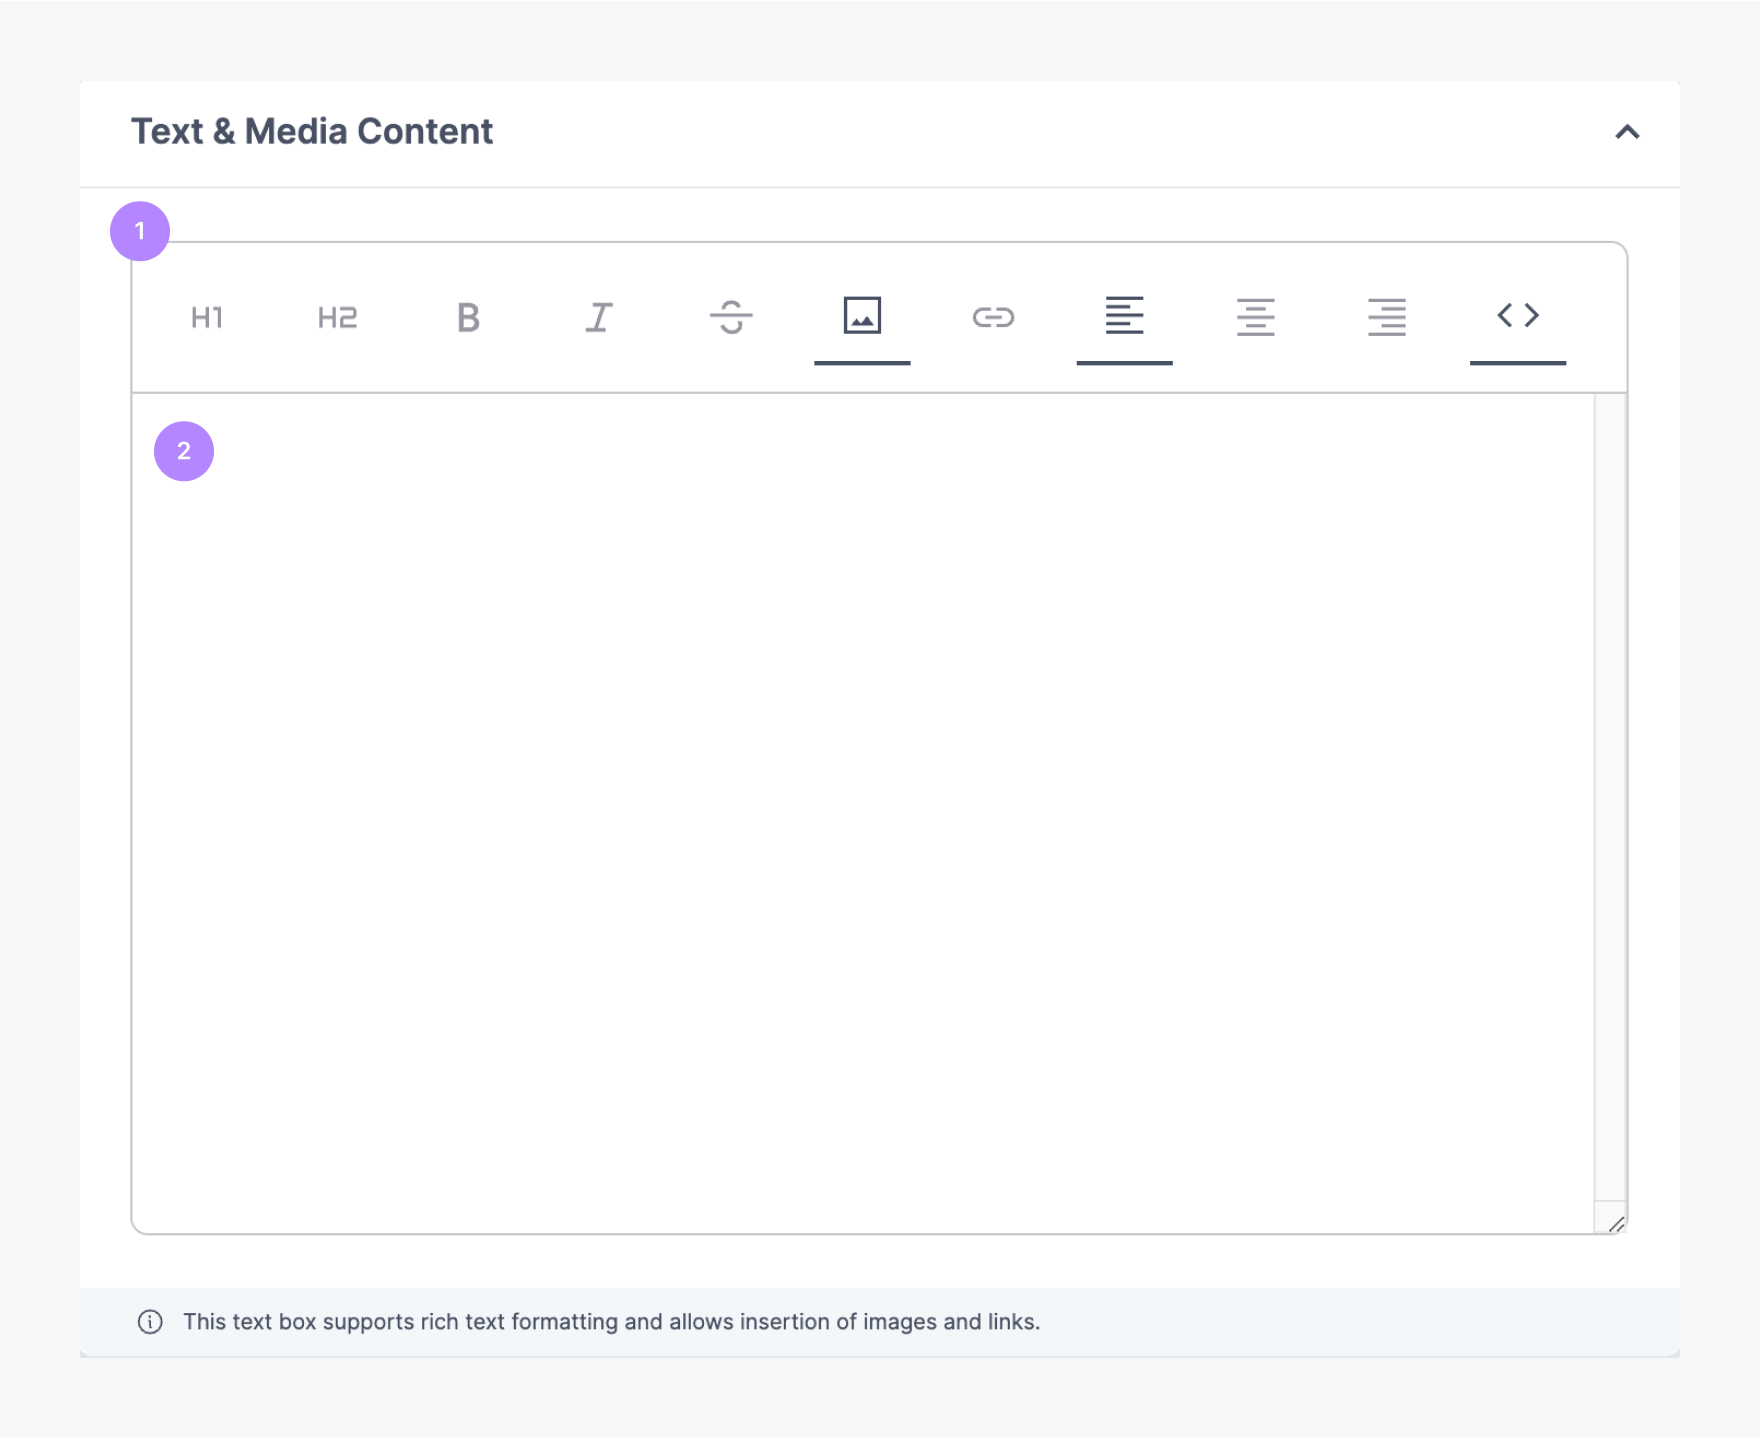 Text & Media Content
1
H1 H2 B I S
2
This text box supports rich text formatting and allows insertion of images and links.